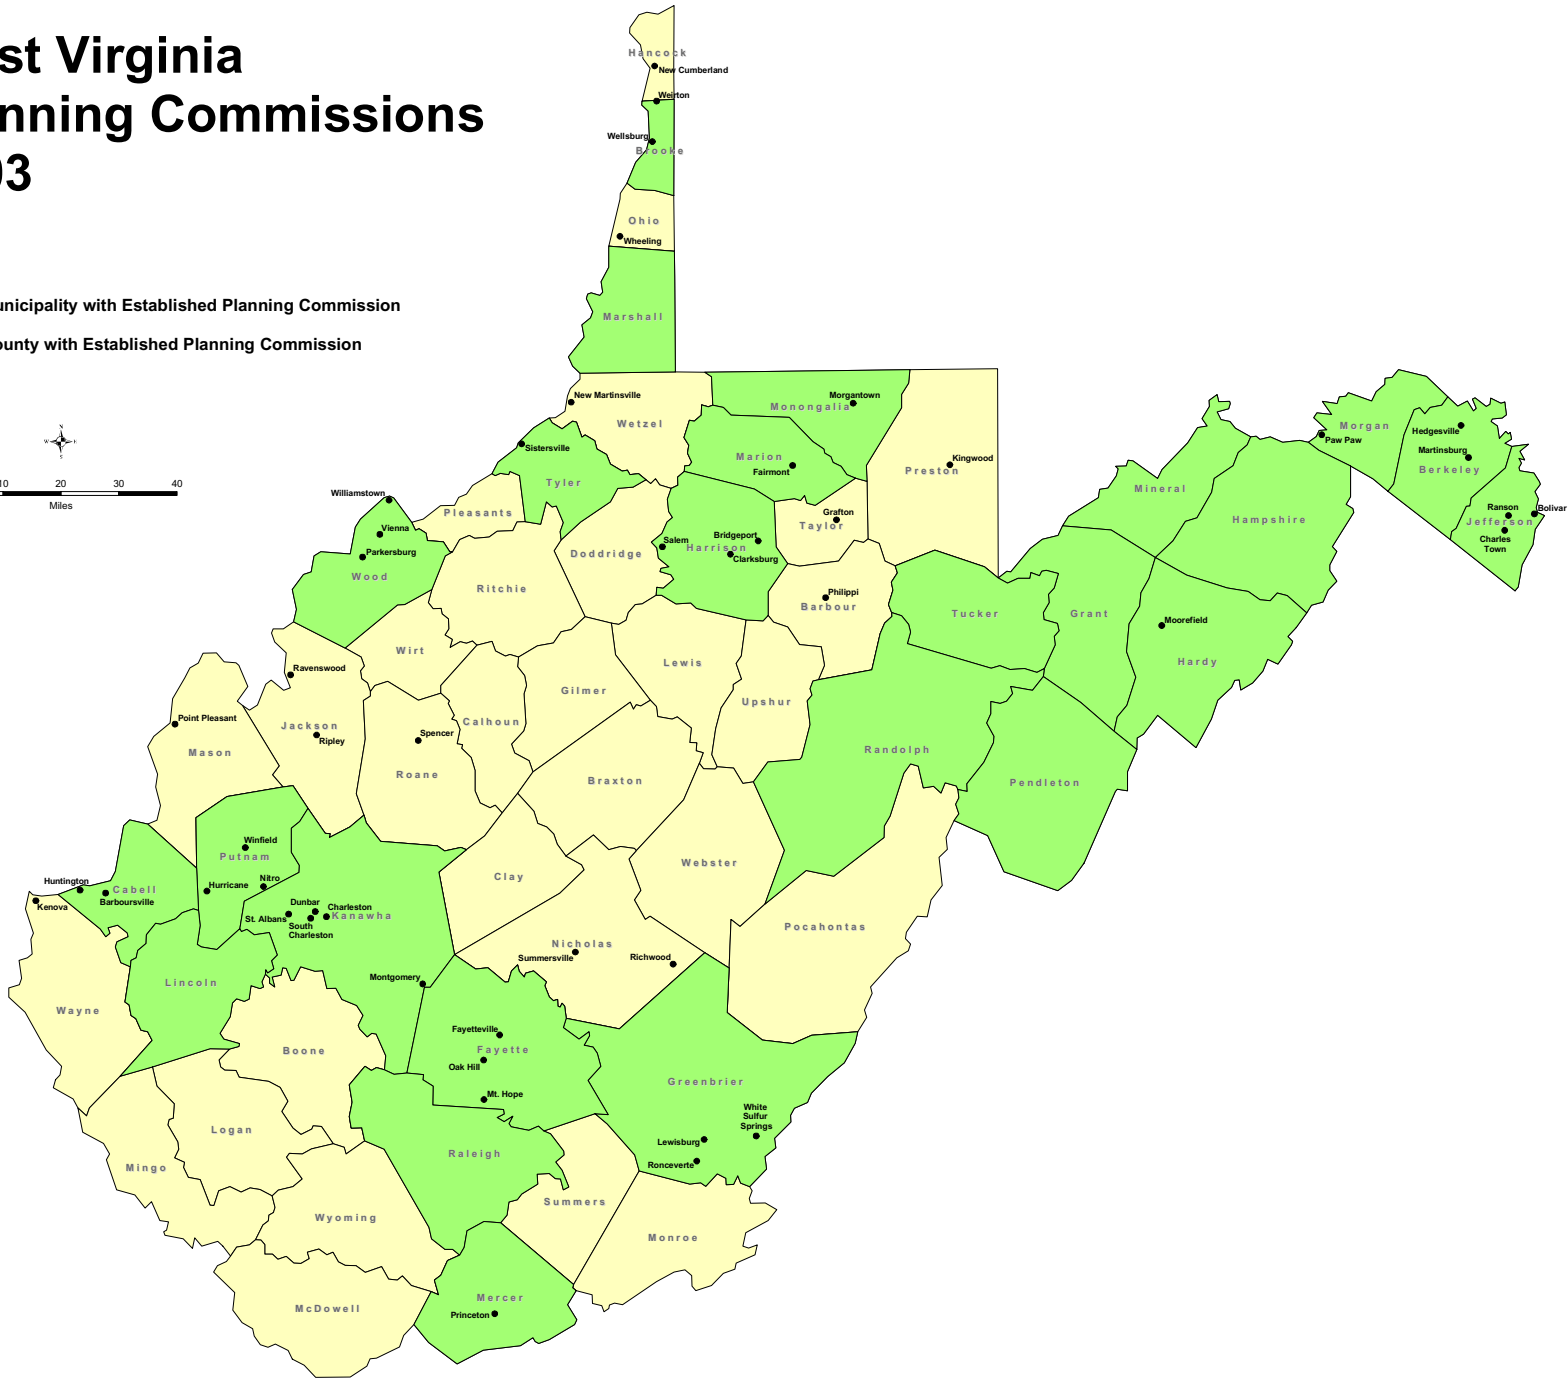 st Virginia
nning Commissions
03
unicipality with Established Planning Commission
ounty with Established Planning Commission
N
W
E
S
10
20
30
40
Miles
Hancock
New Cumberland
Weirton
Wellsburg
Brooke
Ohio
Wheeling
Marshall
New Martinsville
Wetzel
Monongalia
Morgantown
Sistersville
Tyler
Marion
Fairmont
Preston
Kingwood
Morgan
Paw Paw
Hedgesville
Martinsburg
Berkeley
Ranson
Bolivar
Jefferson
Charles
Town
Mineral
Hampshire
Williamstown
Vienna
Parkersburg
Wood
Pleasants
Doddridge
Salem
Harrison
Bridgeport
Clarksburg
Grafton
Taylor
Ritchie
Philippi
Barbour
Tucker
Grant
Moorefield
Hardy
Wirt
Lewis
Gilmer
Upshur
Ravenswood
Jackson
Ripley
Point Pleasant
Mason
Spencer
Roane
Calhoun
Braxton
Randolph
Pendleton
Winfield
Putnam
Hurricane
Nitro
Huntington
Kenova
Cabell
Barboursville
Dunbar
Charleston
St. Albans
South
Charleston
Kanawha
Clay
Webster
Nicholas
Summersville
Richwood
Pocahontas
Montgomery
Lincoln
Wayne
Boone
Fayetteville
Fayette
Oak Hill
Mt. Hope
Greenbrier
White
Sulfur
Springs
Lewisburg
Ronceverte
Logan
Mingo
Raleigh
Summers
Monroe
Wyoming
McDowell
Mercer
Princeton